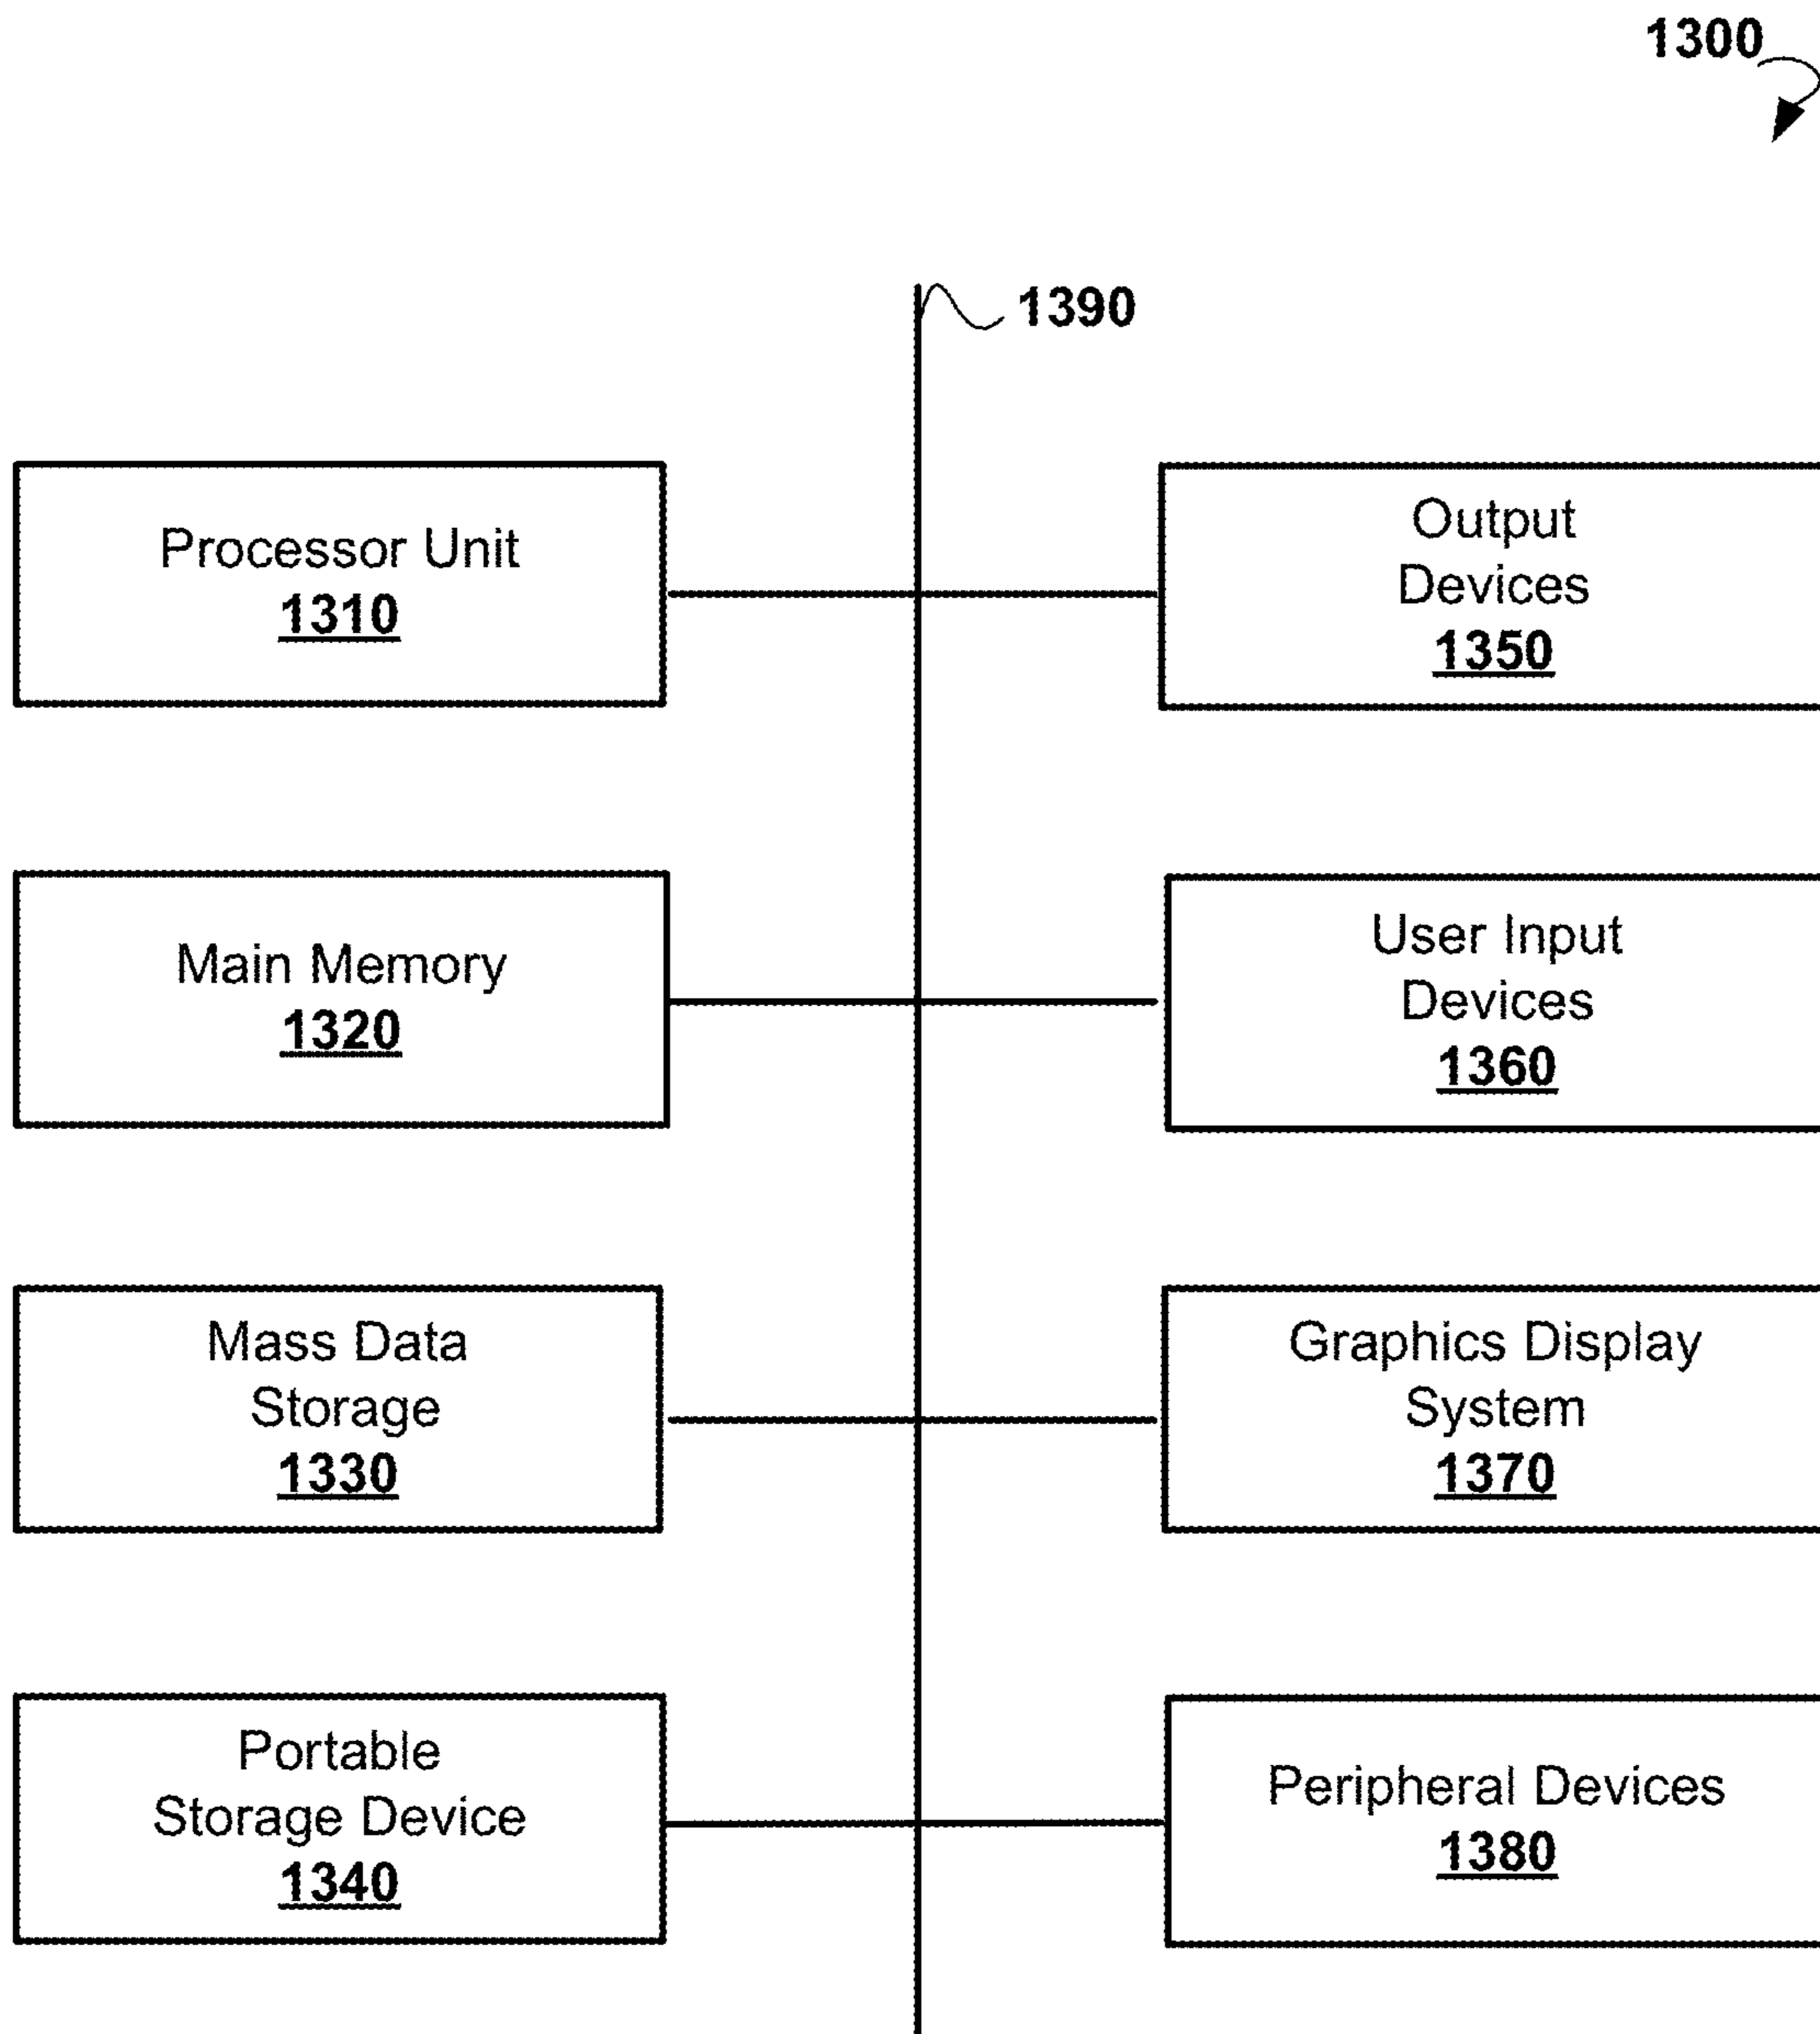 1300
1390
Processor Unit
1310
Output
Devices
1350
Main Memory
1320
User Input
Devices
1360
Mass Data
Storage
1330
Graphics Display
System
1370
Portable
Storage Device
1340
Peripheral Devices
1380